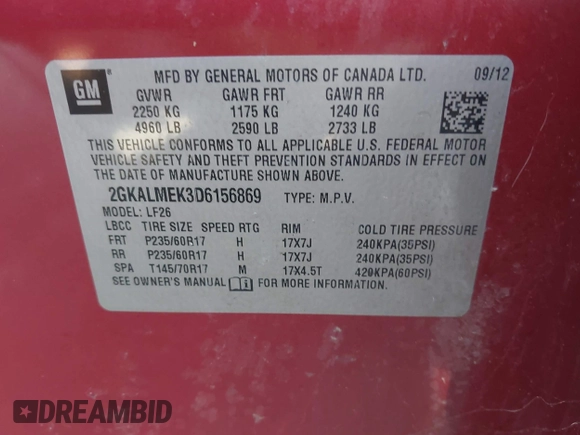 GM
MFD BY GENERAL MOTORS OF CANADA LTD. 09/12
GVWR GAWR FRT GAWR RR
2250 KG 1175 KG 1240 KG
4960 LB 2590 LB 2733 LB
THIS VEHICLE CONFORMS TO ALL APPLICABLE U.S. FEDERAL MOTOR
VEHICLE SAFETY AND THEFT PREVENTION STANDARDS IN EFFECT ON
THE DATE OF MANUFACTURE SHOWN ABOVE.
2GKALMEK3D6156869 TYPE: M.P.V.
MODEL: LF26
LBCC TIRE SIZE SPEED RTG RIM COLD TIRE PRESSURE
FRT P235/60R17 H 17X7J 240KPA(35PSI)
RR P235/60R17 H 17X7J 240KPA(35PSI)
SPA T145/70R17 M 17X4.5T 420KPA(60PSI)
SEE OWNER'S MANUAL FOR MORE INFORMATION
DREAMBID